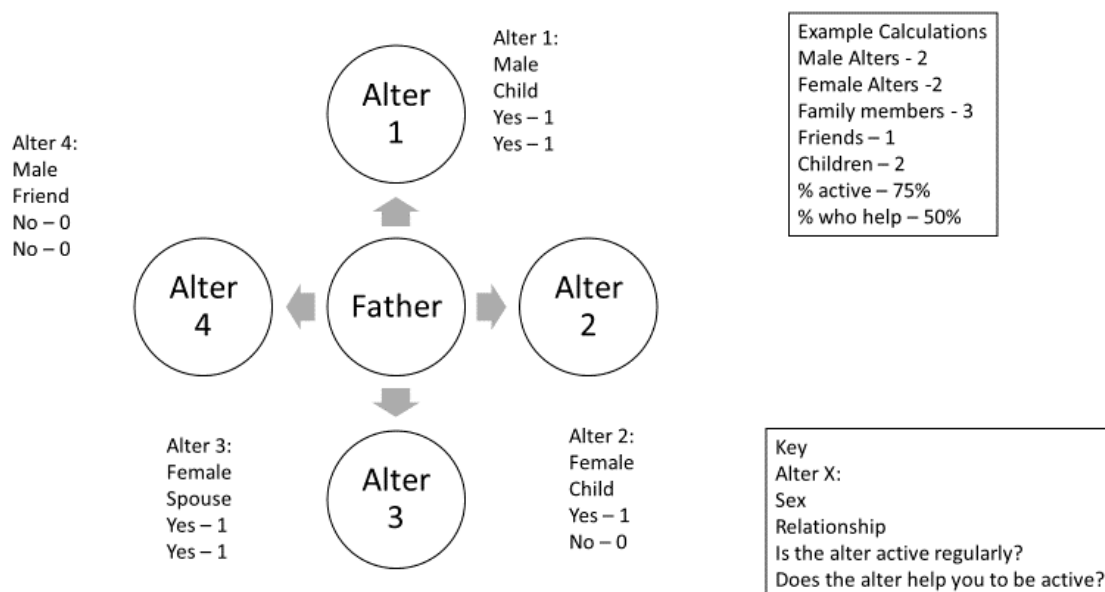 Alter 1:
Male
Child
Yes – 1
Yes – 1
Example Calculations
Male Alters - 2
Female Alters -2
Family members - 3
Friends – 1
Children – 2
% active – 75%
% who help – 50%
Alter
1
Alter 4:
Male
Friend
No – 0
No – 0
Alter
4
Father
Alter
2
Alter 3:
Female
Spouse
Yes – 1
Yes – 1
Alter
3
Alter 2:
Female
Child
Yes – 1
No – 0
Key
Alter X:
Sex
Relationship
Is the alter active regularly?
Does the alter help you to be active?